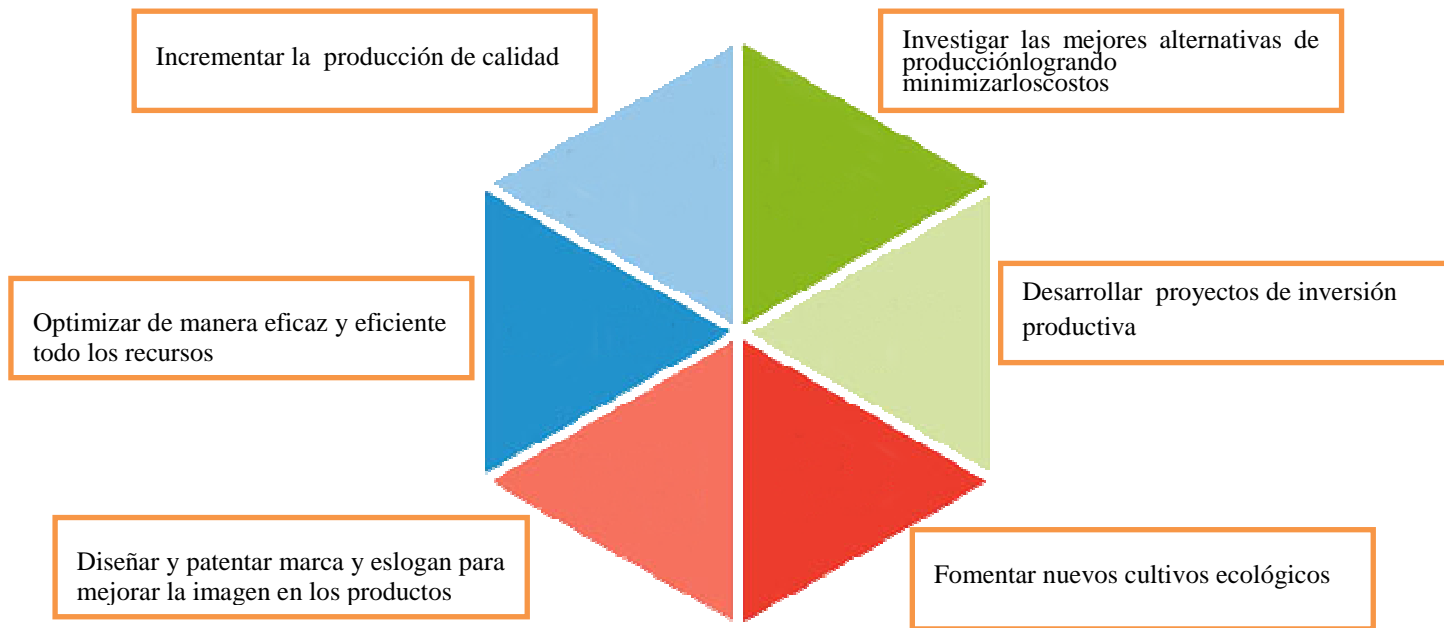 Incrementar la producción de calidad
Investigar las mejores alternativas de
producciónlogrando
minimizarloscostos
Optimizar de manera eficaz y eficiente
todo los recursos
Desarrollar proyectos de inversión
productiva
Diseñar y patentar marca y eslogan para
mejorar la imagen en los productos
Fomentar nuevos cultivos ecológicos